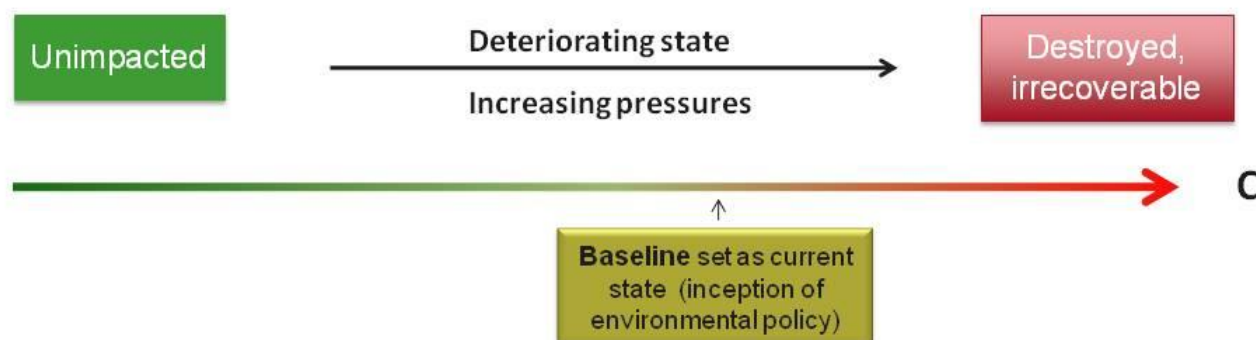 Unimpacted
Deteriorating state
Increasing pressures
Destroyed,
irrecoverable
Baseline set as current
state (inception of
environmental policy)